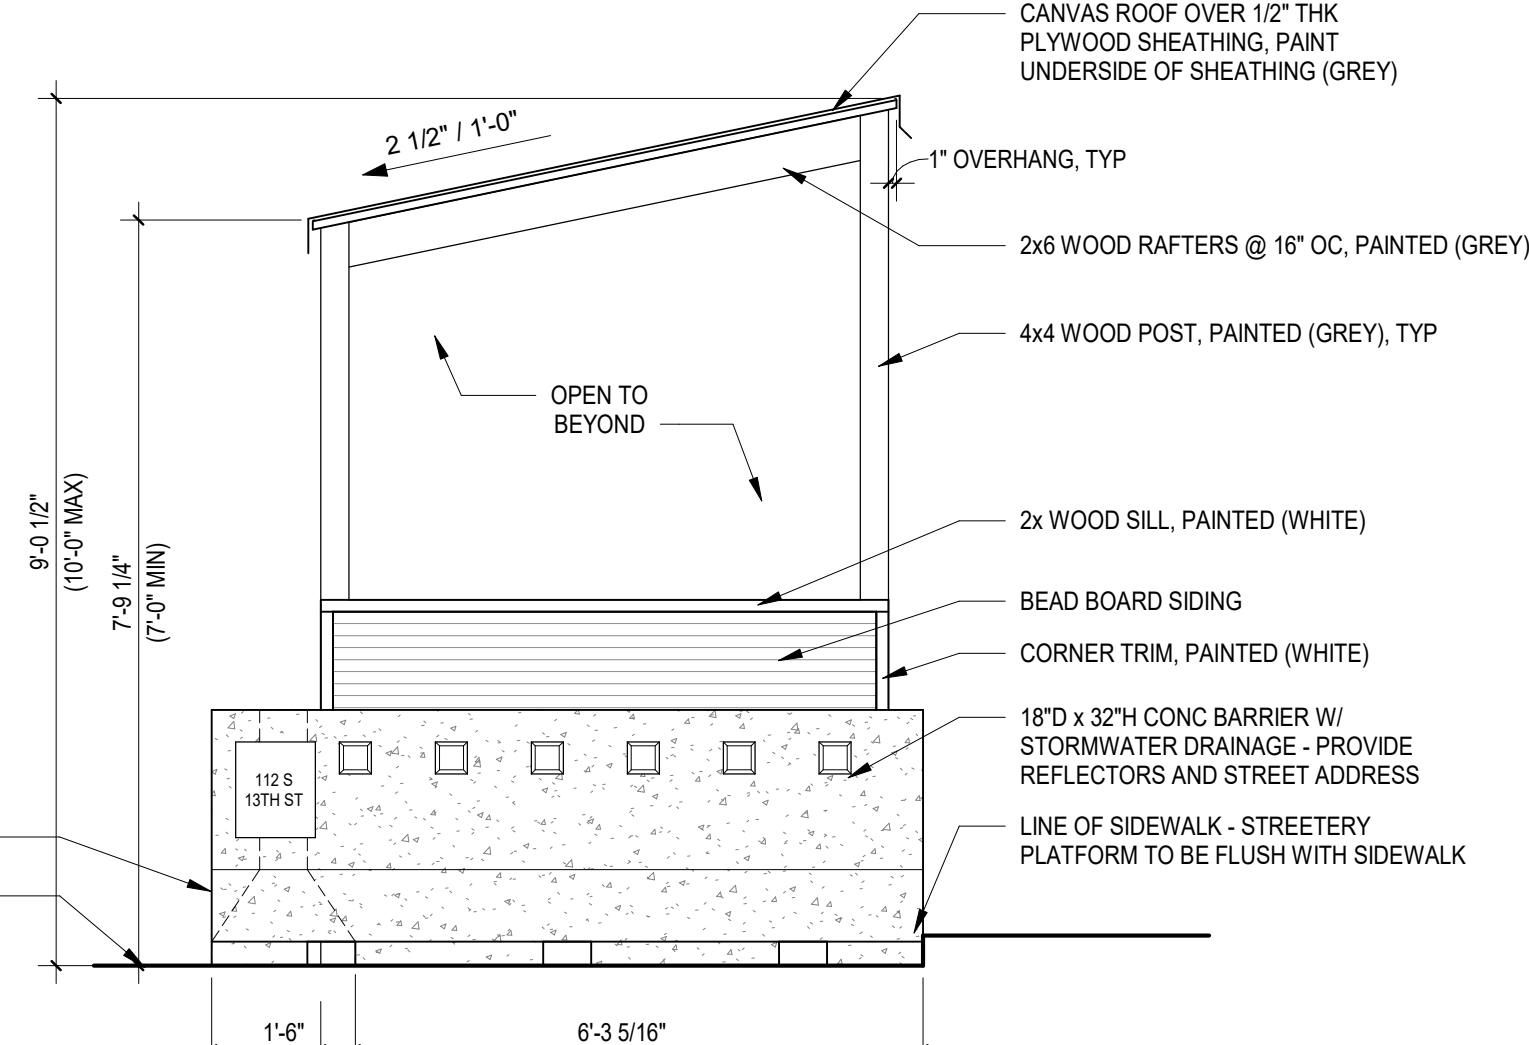 CANVAS ROOF OVER 1/2" THK
PLYWOOD SHEATHING, PAINT
UNDERSIDE OF SHEATHING (GREY)
2 1/2" / 1'-0"
1" OVERHANG, TYP
2x6 WOOD RAFTERS @ 16" OC, PAINTED (GREY)
4x4 WOOD POST, PAINTED (GREY), TYP
OPEN TO
BEYOND
9'-0 1/2"
(10'-0" MAX)
7'-9 1/4"
(7'-0" MIN)
2x WOOD SILL, PAINTED (WHITE)
BEAD BOARD SIDING
CORNER TRIM, PAINTED (WHITE)
18"D x 32"H CONC BARRIER W/
STORMWATER DRAINAGE - PROVIDE
REFLECTORS AND STREET ADDRESS
112 S
13TH ST
LINE OF SIDEWALK - STREETERY
PLATFORM TO BE FLUSH WITH SIDEWALK
1'-6"
6'-3 5/16"